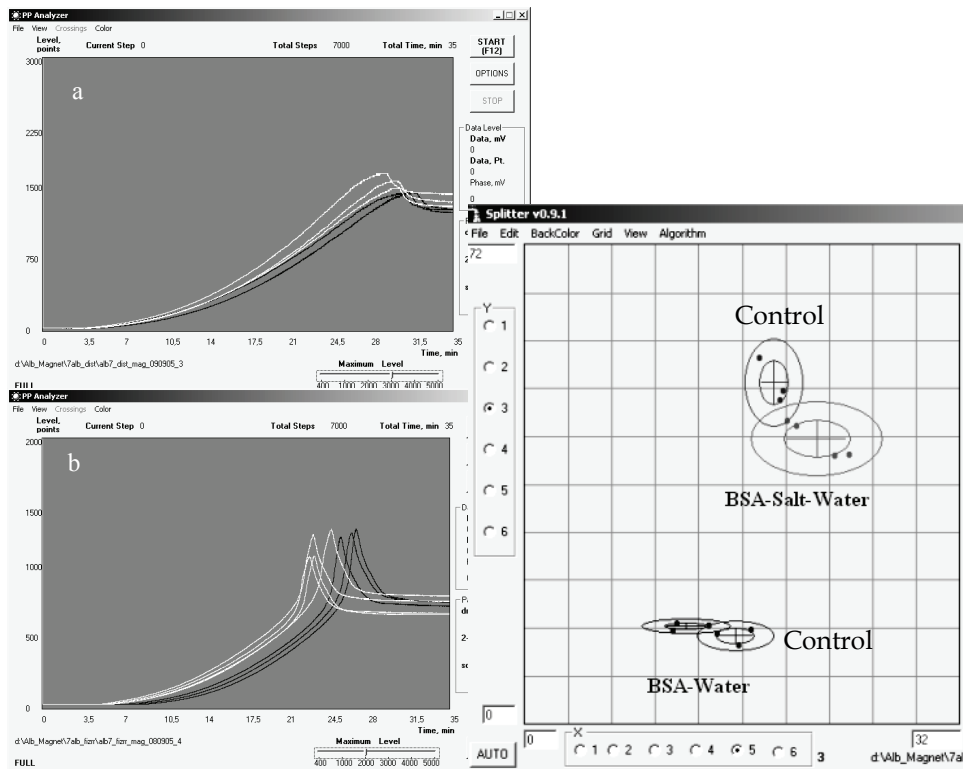 PP Analyzer
File View Crossings Color
Level, points Current Step 0 Total Steps 7000 Total Time, min 35
START (F12)
OPTIONS
STOP
Data Level
Data, mV
0
Data, Pt.
0
Phase, mV
0
a
3000
2250
1500
750
0
0 3,5 7 10,5 14 17,5 21 24,5 28 31,5 35
Time, min
d:\Alb_Magnet\7alb_dist\alb7_dist_mag_090905_3
Maximum Level
400 1000 2000 3000 4000 5000
FULL
PP Analyzer
File View Crossings Color
Level, points Current Step 0 Total Steps 7000 Total Time, min 35
b
2000
1500
1000
500
0
0 3,5 7 10,5 14 17,5 21 24,5 28 31,5 35
Time, min
d:\Alb_Magnet\7alb_fizrr\alb7_fizrr_mag_080905_4
Maximum Level
400 1000 2000 3000 4000 5000
FULL
Splitter v0.9.1
File Edit BackColor Grid View Algorithm
72
Y
1
2
3
4
5
6
0
AUTO
Control
BSA-Salt-Water
Control
BSA-Water
0
32
X
1 2 3 4 5 6
3
d:\Alb_Magnet\7al